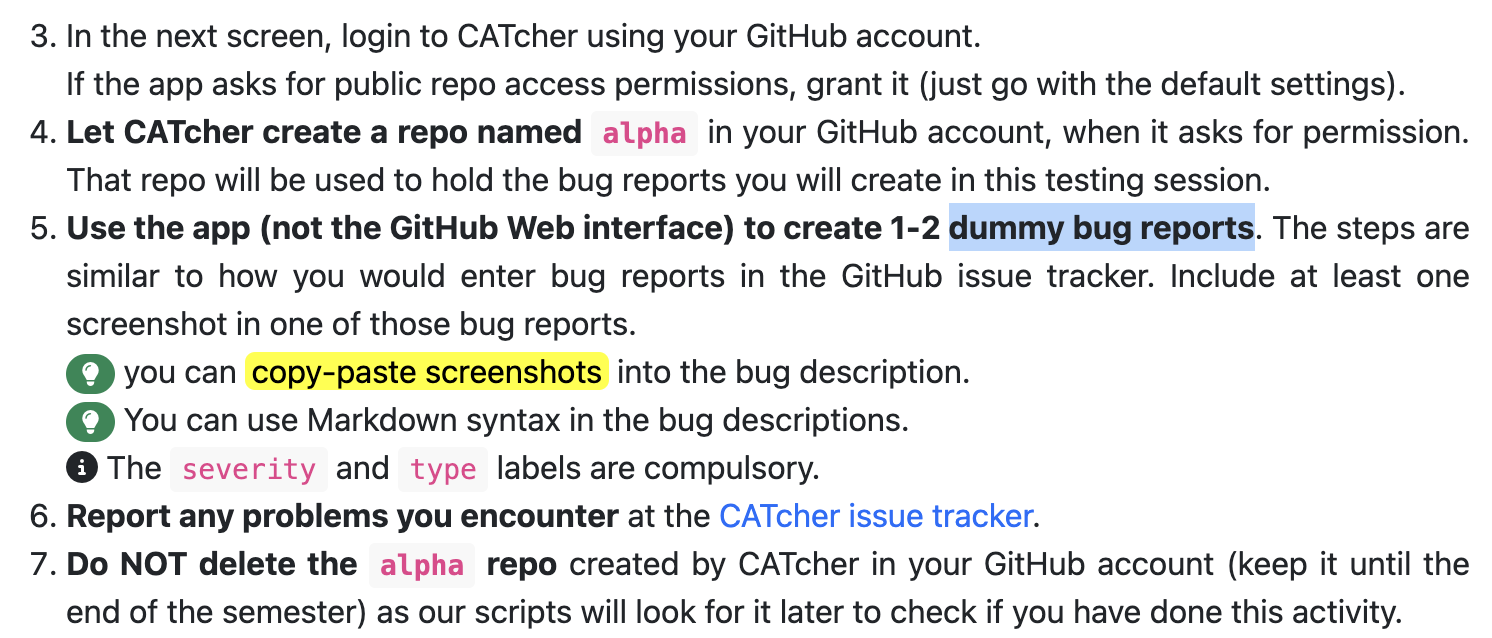 3. In the next screen, login to CATcher using your GitHub account.
If the app asks for public repo access permissions, grant it (just go with the default settings).
4. Let CATcher create a repo named alpha in your GitHub account, when it asks for permission.
That repo will be used to hold the bug reports you will create in this testing session.
5. Use the app (not the GitHub Web interface) to create 1-2 dummy bug reports. The steps are
similar to how you would enter bug reports in the GitHub issue tracker. Include at least one
screenshot in one of those bug reports.
you can copy-paste screenshots into the bug description.
You can use Markdown syntax in the bug descriptions.
The severity and type labels are compulsory.
6. Report any problems you encounter at the CATcher issue tracker.
7. Do NOT delete the alpha repo created by CATcher in your GitHub account (keep it until the
end of the semester) as our scripts will look for it later to check if you have done this activity.